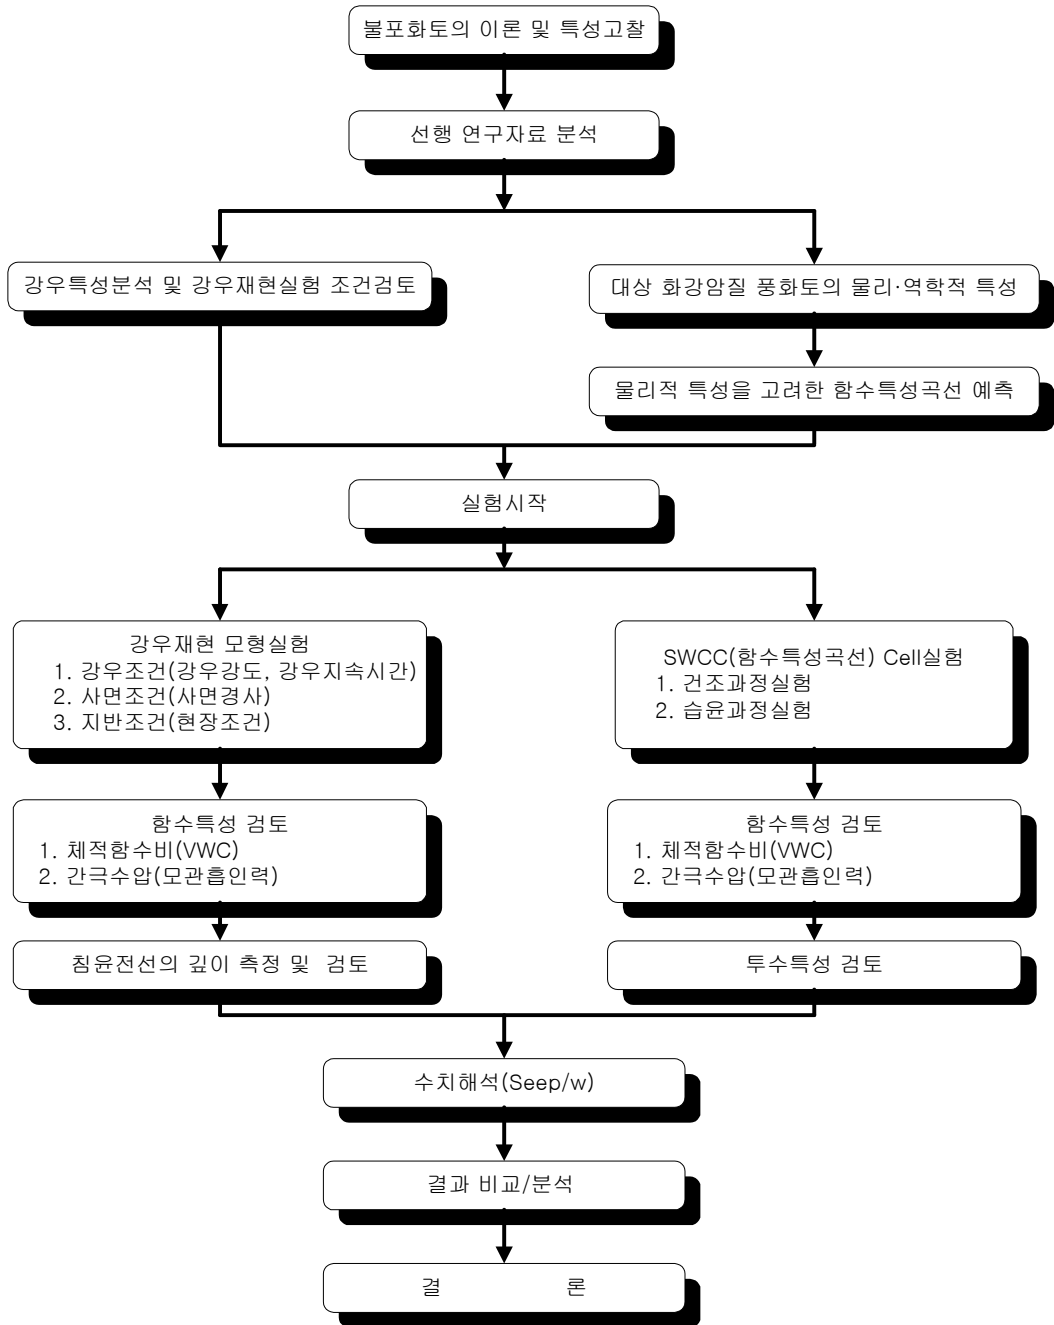 불포화토의 이론 및 특성고찰
선행 연구자료 분석
강우특성분석 및 강우재현실험 조건검토
대상 화강암질 풍화토의 물리·역학적 특성
물리적 특성을 고려한 함수특성곡선 예측
실험시작
강우재현 모형실험
1. 강우조건(강우강도, 강우지속시간)
2. 사면조건(사면경사)
3. 지반조건(현장조건)
SWCC(함수특성곡선) Cell실험
1. 건조과정실험
2. 습윤과정실험
함수특성 검토
1. 체적함수비(VWC)
2. 간극수압(모관흡인력)
함수특성 검토
1. 체적함수비(VWC)
2. 간극수압(모관흡인력)
침윤전선의 깊이 측정 및 검토
투수특성 검토
수치해석(Seep/w)
결과 비교/분석
결 론